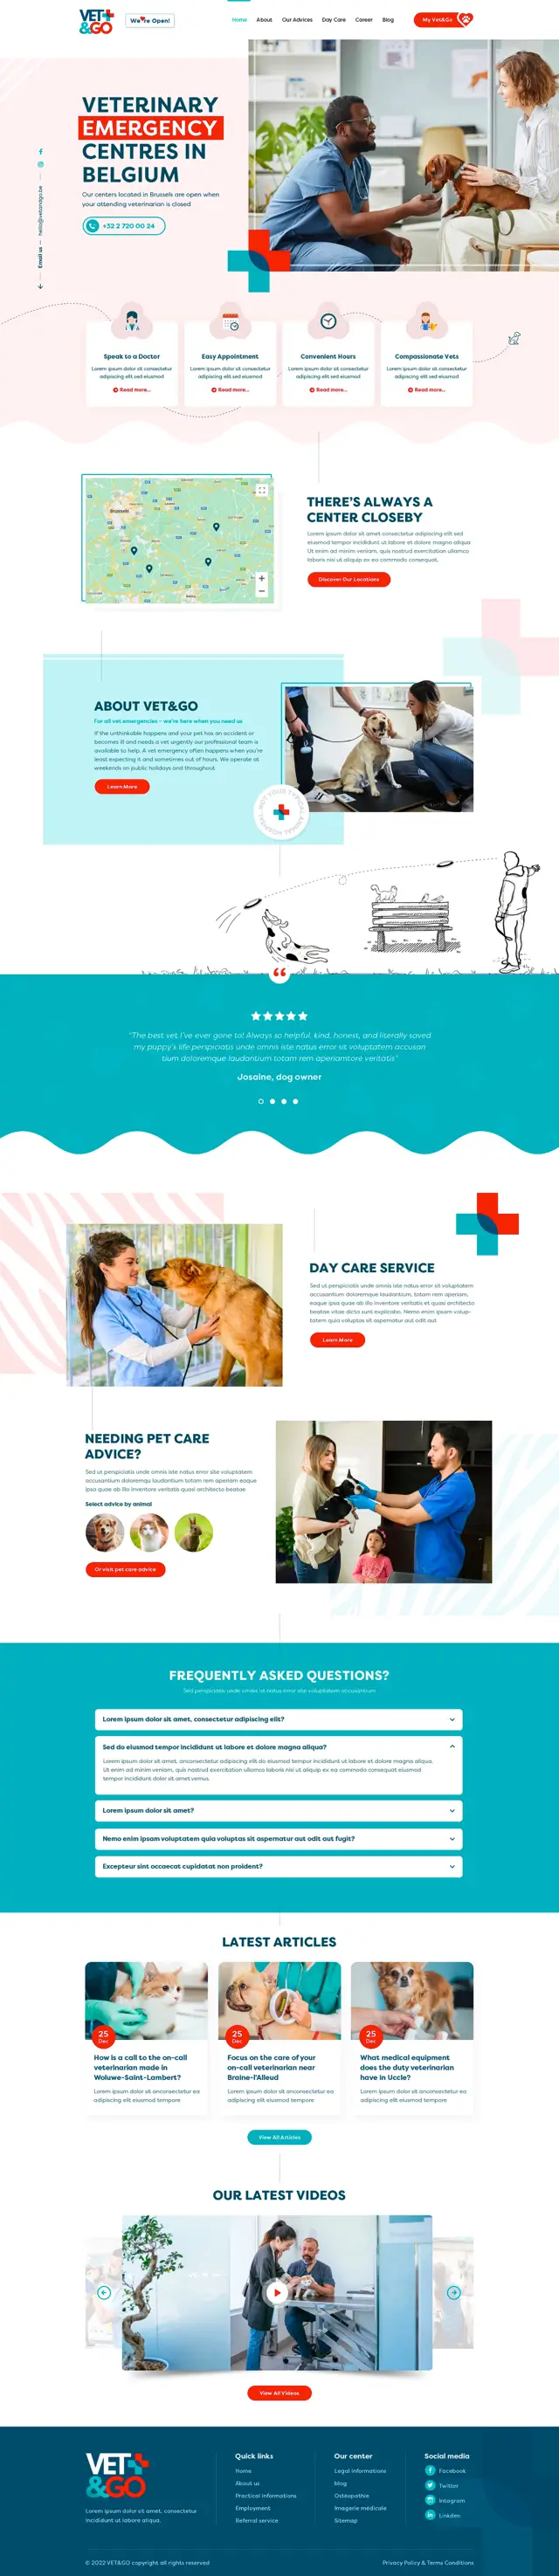 VET
&GO
We're Open!
Home
About
Our Advices
Day Care
Career
Blog
My Vet&Go
VETERINARY
EMERGENCY
CENTRES IN
BELGIUM
Our centers located in Brussels are open when
your attending veterinarian is closed
+32 2 720 00 24
Email us
hello@vetandgo.be
Speak to a Doctor
Lorem ipsum dolor sit consectetur
adipiscing elit sed eiusmod
Read more...
Easy Appointment
Lorem ipsum dolor sit consectetur
adipiscing elit sed eiusmod
Read more...
Convenient Hours
Lorem ipsum dolor sit consectetur
adipiscing elit sed eiusmod
Read more...
Compassionate Vets
Lorem ipsum dolor sit consectetur
adipiscing elit sed eiusmod
Read more...
Brussels
THERE'S ALWAYS A
CENTER CLOSEBY
Lorem ipsum dolor sit amet consectetur adipiscing elit sed
eiusmod tempor incididunt ut labore et dolore magna aliqua
Ut enim ad minim veniam, quis nostrud exercitation ullamco
laboris nisi ut aliquip ex ea commodo consequat.
Discover Our Locations
ABOUT VET&GO
For all vet emergencies – we're here when you need us
If the unthinkable happens and your pet has an accident or
becomes ill and needs a vet urgently our professional team is
available to help. A vet emergency often happens when you're
least expecting it and sometimes out of hours. We operate at
weekends on public holidays and throughout.
Learn More
NOT YOUR TYPICAL ANIMAL HOSPITAL
"The best vet I've ever gone to! Always so helpful, kind, honest, and literally saved
my puppy's life perspiciatis unde omnis iste natus error sit voluptatem accusan
tium doloremque laudantium totam rem aperiamtore veritatis"
Josaine, dog owner
DAY CARE SERVICE
Sed ut perspiciatis unde omnis iste natus error sit voluptatem
accusantium doloremque laudantium, totam rem aperiam,
eaque ipsa quae ab illo inventore veritatis et quasi architecto
beatae vitae dicta sunt explicabo. Nemo enim ipsam volup-
tatem quia voluptas sit aspernatur aut odit aut
Learn More
NEEDING PET CARE
ADVICE?
Sed us perspiciatis unde omnis iste natus error site voluptatem
accusantium doloremqu laudantium totam rem aperiam eaque
ipsa quae ab illo inventore veritatis quasi architecto beatae
Select advice by animal
Or visit pet care advice
FREQUENTLY ASKED QUESTIONS?
Sed perspiciatis unde omnis ist natus error site voluptatem accusantium
Lorem ipsum dolor sit amet, consectetur adipiscing elit?
Sed do eiusmod tempor incididunt ut labore et dolore magna aliqua?
Lorem ipsum dolor sit amet, consectetur adipiscing elit do eiusmod tempor incididunt ut labore et dolore magna aliqua.
Ut enim ad minim veniam, quis nostrud exercitation ullamco laboris nisi ut aliquip ex ea commodo consequat eiusmod
tempor incididunt dolor sit amet vemus.
Lorem ipsum dolor sit amet?
Nemo enim ipsam voluptatem quia voluptas sit aspernatur aut odit aut fugit?
Excepteur sint occaecat cupidatat non proident?
LATEST ARTICLES
25
Dec
How is a call to the on-call
veterinarian made in
Woluwe-Saint-Lambert?
Lorem ipsum dolor sit anconsectetur ea
adipiscing elit eiusmod tempore
25
Dec
Focus on the care of your
on-call veterinarian near
Braine-l'Alleud
Lorem ipsum dolor sit anconsectetur ea
adipiscing elit eiusmod tempore
25
Dec
What medical equipment
does the duty veterinarian
have in Uccle?
Lorem ipsum dolor sit anconsectetur ea
adipiscing elit eiusmod tempore
View All Articles
OUR LATEST VIDEOS
View All Videos
VET
&GO
Lorem ipsum dolor sit amet, consectetur
incididunt ut labore aliqua.
Quick links
Home
About us
Practical informations
Employment
Referral service
Our center
Legal informations
blog
Ostéopathie
Imagerie médicale
Sitemap
Social media
Facebook
Twitter
Intagram
Linkden
© 2022 VET&GO copyright all rights reserved
Privacy Policy & Terms Conditions